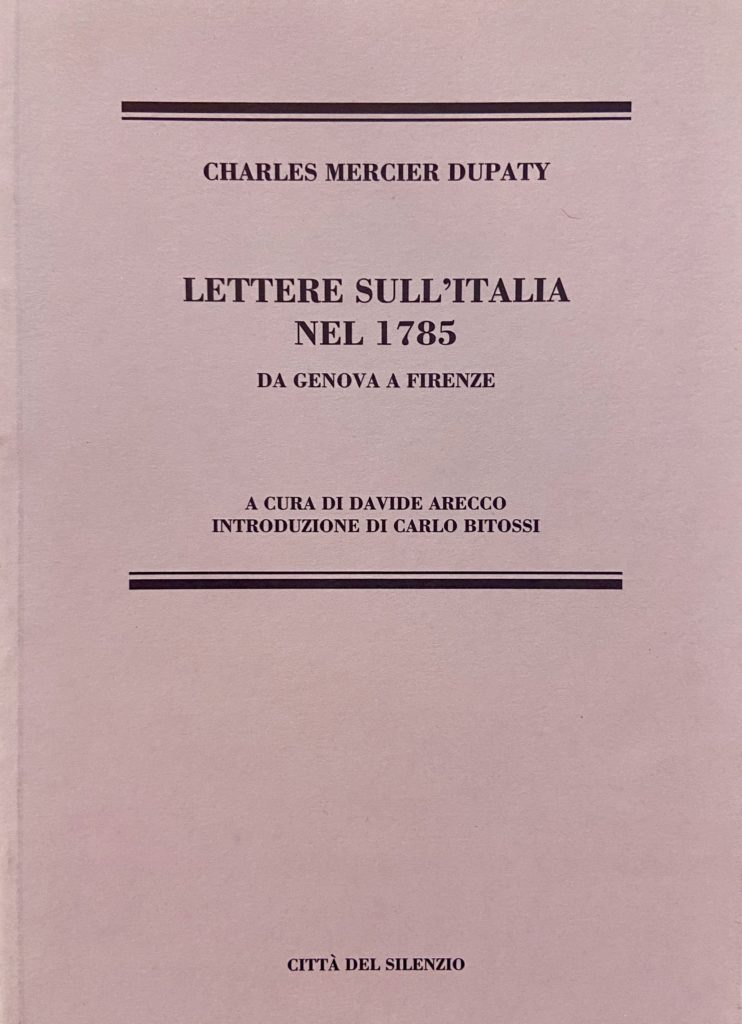 CHARLES MERCIER DUPATY
LETTERE SULL'ITALIA
NEL 1785
DA GENOVA A FIRENZE
A CURA DI DAVIDE ARECCO
INTRODUZIONE DI CARLO BITOSSI
CITTÀ DEL SILENZIO